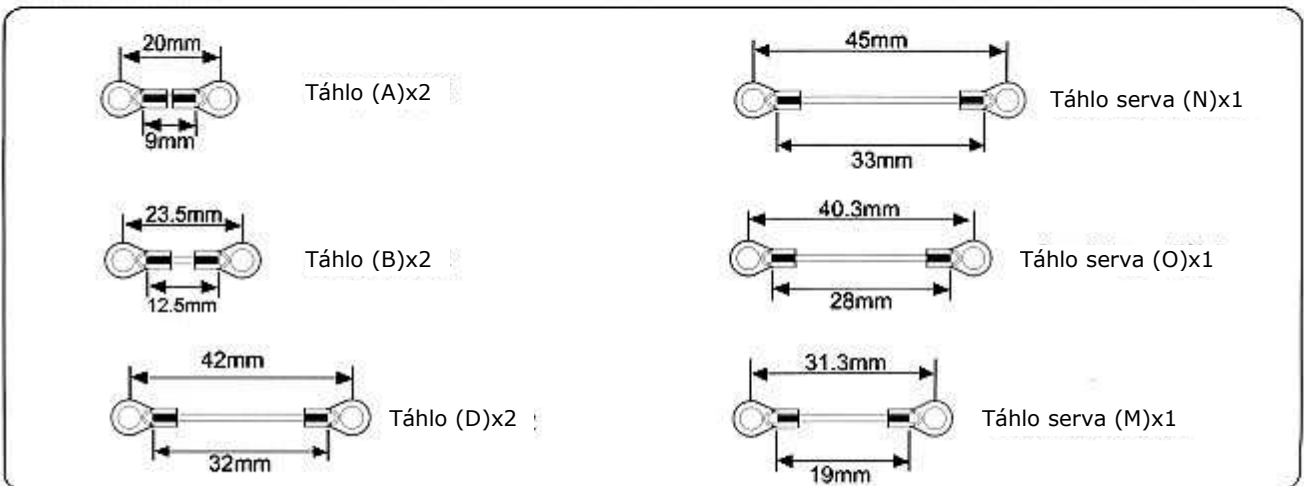 20mm
Táhlo (A)x2
9mm
23.5mm
Táhlo (B)x2
12.5mm
42mm
Táhlo (D)x2
32mm
45mm
Táhlo serva (N)x1
33mm
40.3mm
Táhlo serva (O)x1
28mm
31.3mm
Táhlo serva (M)x1
19mm